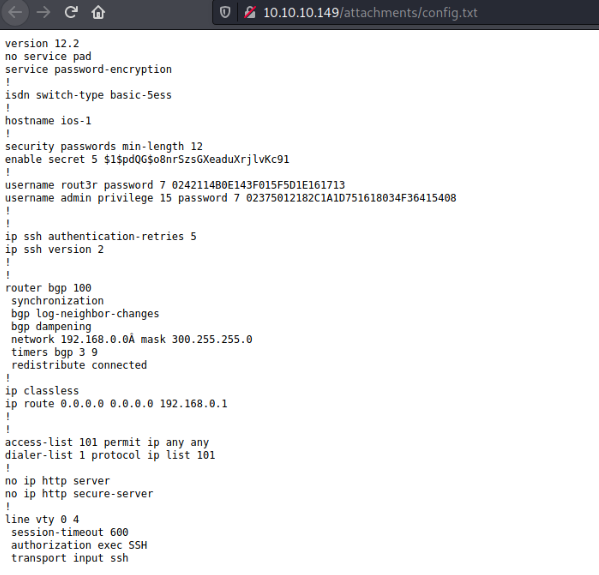 10.10.10.149/attachments/config.txt
version 12.2
no service pad
service password-encryption
!
isdn switch-type basic-5ess
!
hostname ios-1
!
security passwords min-length 12
enable secret 5 $1$pdQG$o8nrSzsGXeaduXrjlvKc91
!
username rout3r password 7 0242114B0E143F015F5D1E161713
username admin privilege 15 password 7 02375012182C1A1D751618034F36415408
!
!
ip ssh authentication-retries 5
ip ssh version 2
!
!
router bgp 100
 synchronization
 bgp log-neighbor-changes
 bgp dampening
 network 192.168.0.0Â mask 300.255.255.0
 timers bgp 3 9
 redistribute connected
!
ip classless
ip route 0.0.0.0 0.0.0.0 192.168.0.1
!
!
access-list 101 permit ip any any
dialer-list 1 protocol ip list 101
!
no ip http server
no ip http secure-server
!
line vty 0 4
 session-timeout 600
 authorization exec SSH
 transport input ssh